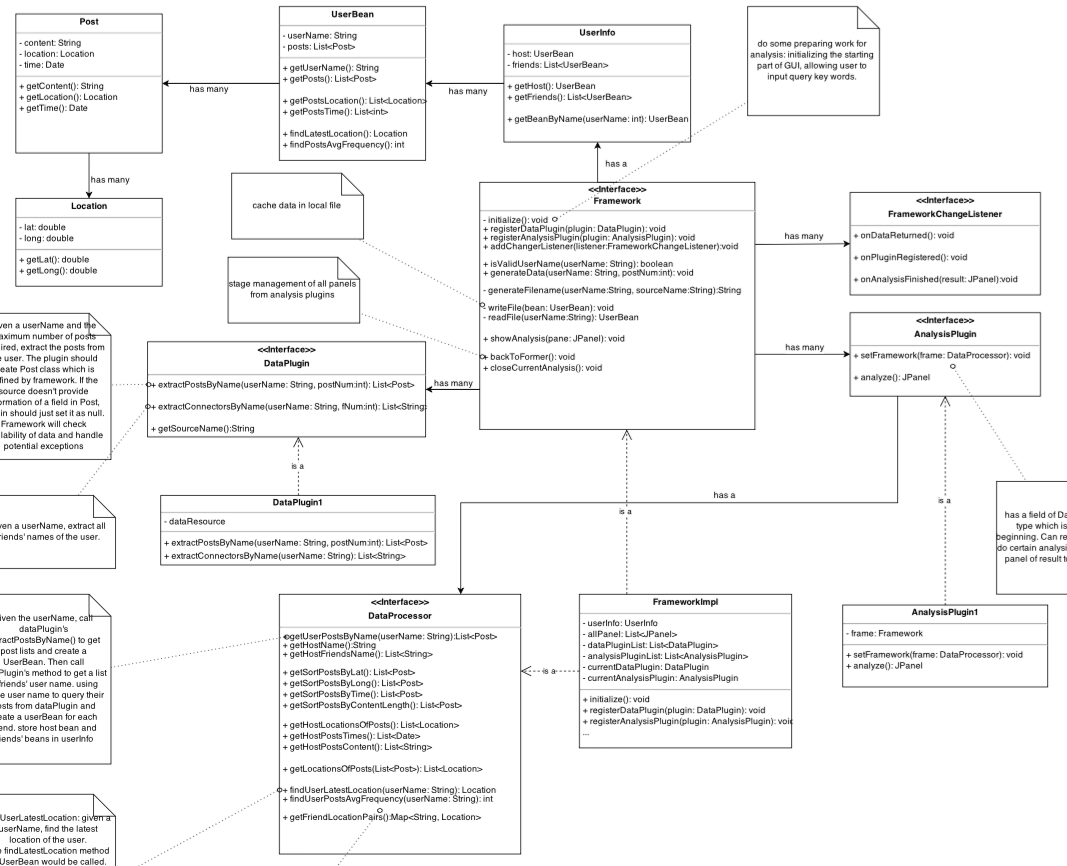 Post
- content: String
- location: Location
- time: Date
+ getContent(): String
+ getLocation(): Location
+ getTime(): Date
has many
UserBean
- userName: String
- posts: List<Post>
+ getUserName(): String
+ getPosts(): List<Post>
+ getPostsLocation(): List<Location>
+ getPostsTime(): List<int>
+ findLatestLocation(): Location
+ findPostsAvgFrequency(): int
has many
UserInfo
- host: UserBean
- friends: List<UserBean>
+ getHost(): UserBean
+ getFriends(): List<UserBean>
+ getBeanByName(userName: int): UserBean
do some preparing work for
analysis: initializing the starting
part of GUI, allowing user to
input query key words.
has many
has a
Location
- lat: double
- long: double
+ getLat(): double
+ getLong(): double
cache data in local file
stage management of all panels
from analysis plugins
<<Interface>>
Framework
- initialize(): void
+ registerDataPlugin(plugin: DataPlugin): void
+ registerAnalysisPlugin(plugin: AnalysisPlugin): void
+ addChangerListener(listener:FrameworkChangeListener):void
+ isValidUserName(userName: String): boolean
+ generateData(userName: String, postNum:int): void
- generateFilename(userName:String, sourceName:String):String
- writeFile(bean: UserBean): void
- readFile(userName:String): UserBean
+ showAnalysis(pane: JPanel): void
+ backToFormer(): void
+ closeCurrentAnalysis(): void
has many
<<Interface>>
FrameworkChangeListener
+ onDataReturned(): void
+ onPluginRegistered(): void
+ onAnalysisFinished(result: JPanel):void
has many
<<Interface>>
AnalysisPlugin
+ setFramework(frame: DataProcessor): void
+ analyze(): JPanel
ven a userName and the
aximum number of posts
ired, extract the posts from
e user. The plugin should
eate Post class which is
fined by framework. If the
source doesn't provide
ormation of a field in Post,
in should just set it as null.
Framework will check
lability of data and handle
potential exceptions
<<Interface>>
DataPlugin
+ extractPostsByName(userName: String, postNum:int): List<Post>
+ extractConnectorsByName(userName: String, fNum:int): List<String>
+ getSourceName():String
has many
is a
DataPlugin1
- dataResource
+ extractPostsByName(userName: String, postNum:int): List<Post>
+ extractConnectorsByName(userName: String): List<String>
ven a userName, extract all
iends' names of the user.
has a
is a
is a
has a field of Da
type which is
beginning. Can re
do certain analysi
panel of result t
iven the userName, call
dataPlugin's
ractPostsByName() to get
post lists and create a
UserBean. Then call
Plugin's method to get a list
friends' user name. using
e user name to query their
sts from dataPlugin and
eate a userBean for each
end. store host bean and
iends' beans in userInfo
<<Interface>>
DataProcessor
+getUserPostsByName(userName: String):List<Post>
+ getHostName():String
+ getHostFriendsName(): List<String>
+ getSortPostsByLat(): List<Post>
+ getSortPostsByLong(): List<Post>
+ getSortPostsByTime(): List<Post>
+ getSortPostsByContentLength(): List<Post>
+ getHostLocationsOfPosts(): List<Location>
+ getHostPostsTimes(): List<Date>
+ getHostPostsContent(): List<String>
+ getLocationsOfPosts(List<Post>): List<Location>
+ findUserLatestLocation(userName: String): Location
+ findUserPostsAvgFrequency(userName: String): int
+ getFriendLocationPairs():Map<String, Location>
is a
FrameworkImpl
- userInfo: UserInfo
- allPanel: List<JPanel>
- dataPluginList: List<DataPlugin>
- analysisPluginList: List<AnalysisPlugin>
- currentDataPlugin: DataPlugin
- currentAnalysisPlugin: AnalysisPlugin
+ initialize(): void
+ registerDataPlugin(plugin: DataPlugin): void
+ registerAnalysisPlugin(plugin: AnalysisPlugin): void
...
AnalysisPlugin1
- frame: Framework
+ setFramework(frame: DataProcessor): void
+ analyze(): JPanel
UserLatestLocation: given a
userName, find the latest
location of the user.
findLatestLocation method
UserBean would be called.